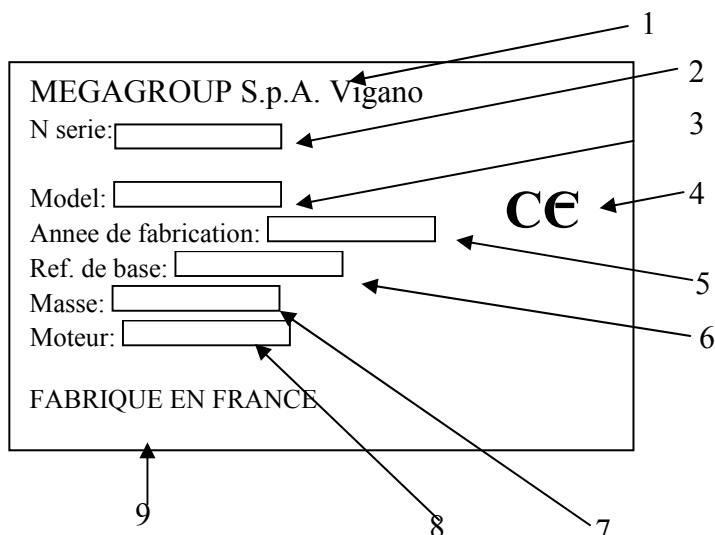 1
MEGAGROUP S.p.A. Vigano
2
N serie:
3
Model:
CE
4
Annee de fabrication:
5
Ref. de base:
Masse:
6
Moteur:
FABRIQUE EN FRANCE
9
8
7